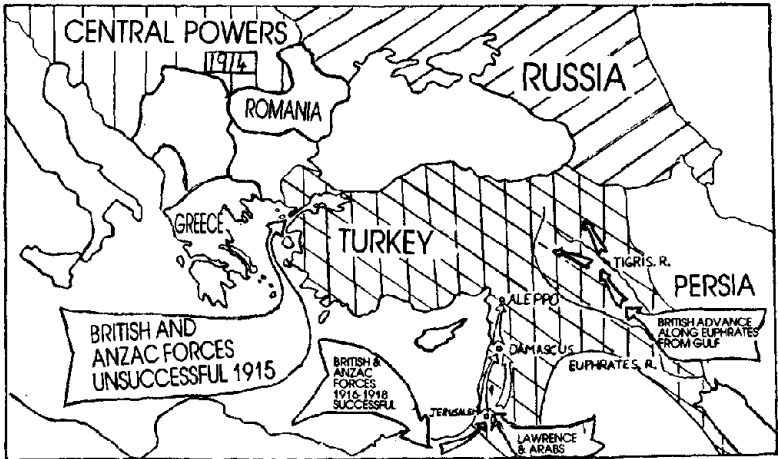 CENTRAL POWERS
1914
RUSSIA
ROMANIA
GREECE
TURKEY
TIGRIS. R.
PERSIA
ALEPPO
BRITISH AND
ANZAC FORCES
UNSUCCESSFUL 1915
BRITISH ADVANCE
ALONG EUPHRATES
FROM GULF
DAMASCUS
EUPHRATES. R.
BRITISH &
ANZAC
FORCES
1916-1918
SUCCESSFUL
JERUSALEM
LAWRENCE
& ARABS